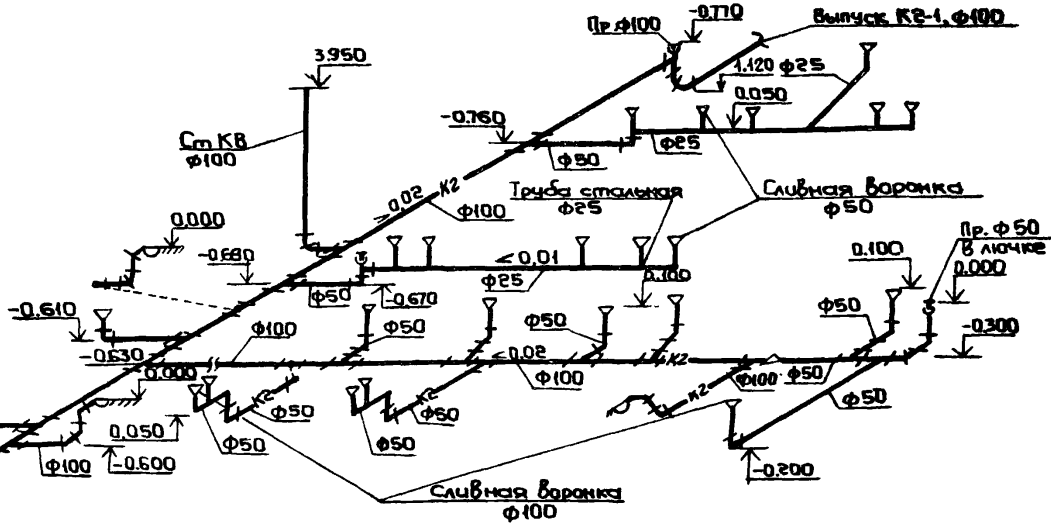 Пр.Ф100
-0.770
Выпуск К2-1, ф100
3.950
1.120
Ф25
0.050
Ст КВ
Ф100
-0.760
Ф50
Ф25
> 0.02
К2
Ф100
Труба стальная
Ф25
Сливная воронка
Ф50
0.000
-0.680
Ф50
-0.670
< 0,01
Ф25
0.100
0.100
Пр. Ф50
в лючке
0.000
-0.610
-0.630
Ф100
Ф50
Ф50
Ф50
Ф50
-0.300
< 0.02
Ф100
К2
Ф100
Ф50
0.000
К2
Ф50
К2
Ф50
К2
Ф50
0.050
Ф50
Ф50
Ф100
-0.600
-0.200
Сливная воронка
Ф100